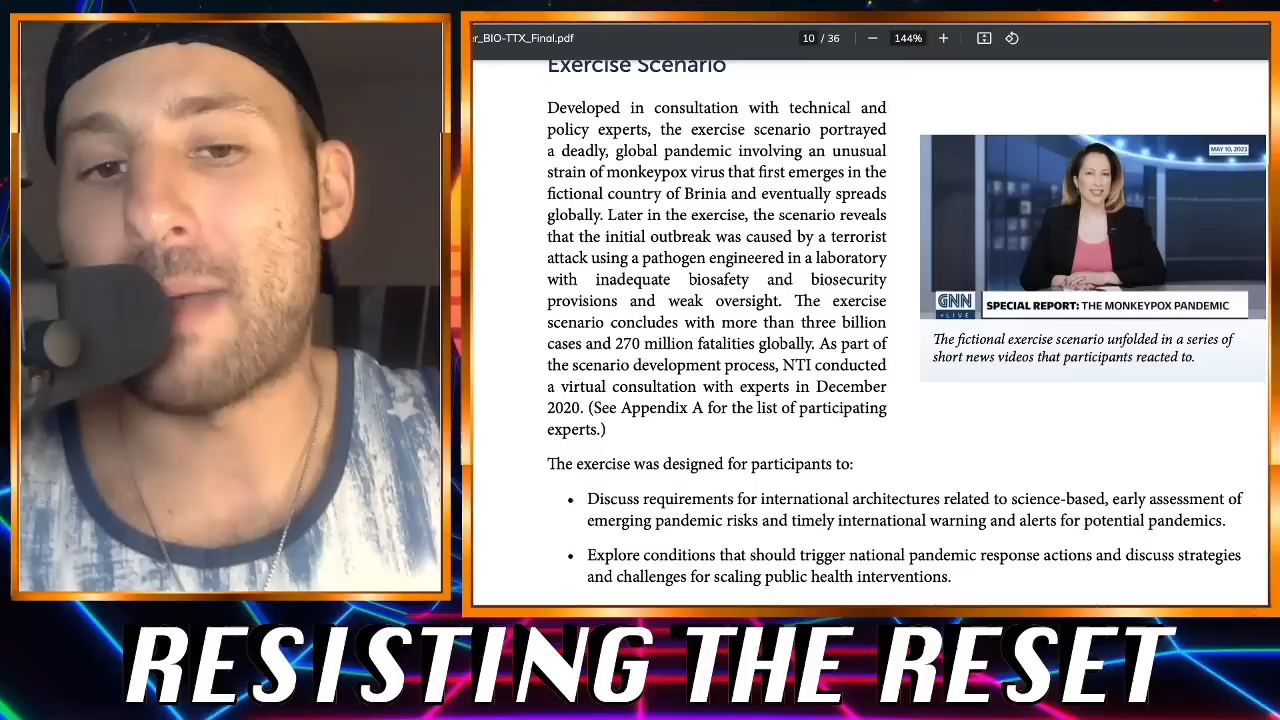 r_BIO-TTX_Final.pdf
10 / 36
144%
Exercise Scenario
Developed in consultation with technical and
policy experts, the exercise scenario portrayed
a deadly, global pandemic involving an unusual
strain of monkeypox virus that first emerges in the
fictional country of Brinia and eventually spreads
globally. Later in the exercise, the scenario reveals
that the initial outbreak was caused by a terrorist
attack using a pathogen engineered in a laboratory
with inadequate biosafety and biosecurity
provisions and weak oversight. The exercise
scenario concludes with more than three billion
cases and 270 million fatalities globally. As part of
the scenario development process, NTI conducted
a virtual consultation with experts in December
2020. (See Appendix A for the list of participating
experts.)
MAY 10, 2023
GNN
• LIVE
SPECIAL REPORT: THE MONKEYPOX PANDEMIC
The fictional exercise scenario unfolded in a series of
short news videos that participants reacted to.
The exercise was designed for participants to:
• Discuss requirements for international architectures related to science-based, early assessment of
emerging pandemic risks and timely international warning and alerts for potential pandemics.
• Explore conditions that should trigger national pandemic response actions and discuss strategies
and challenges for scaling public health interventions.
RESISTING THE RESET